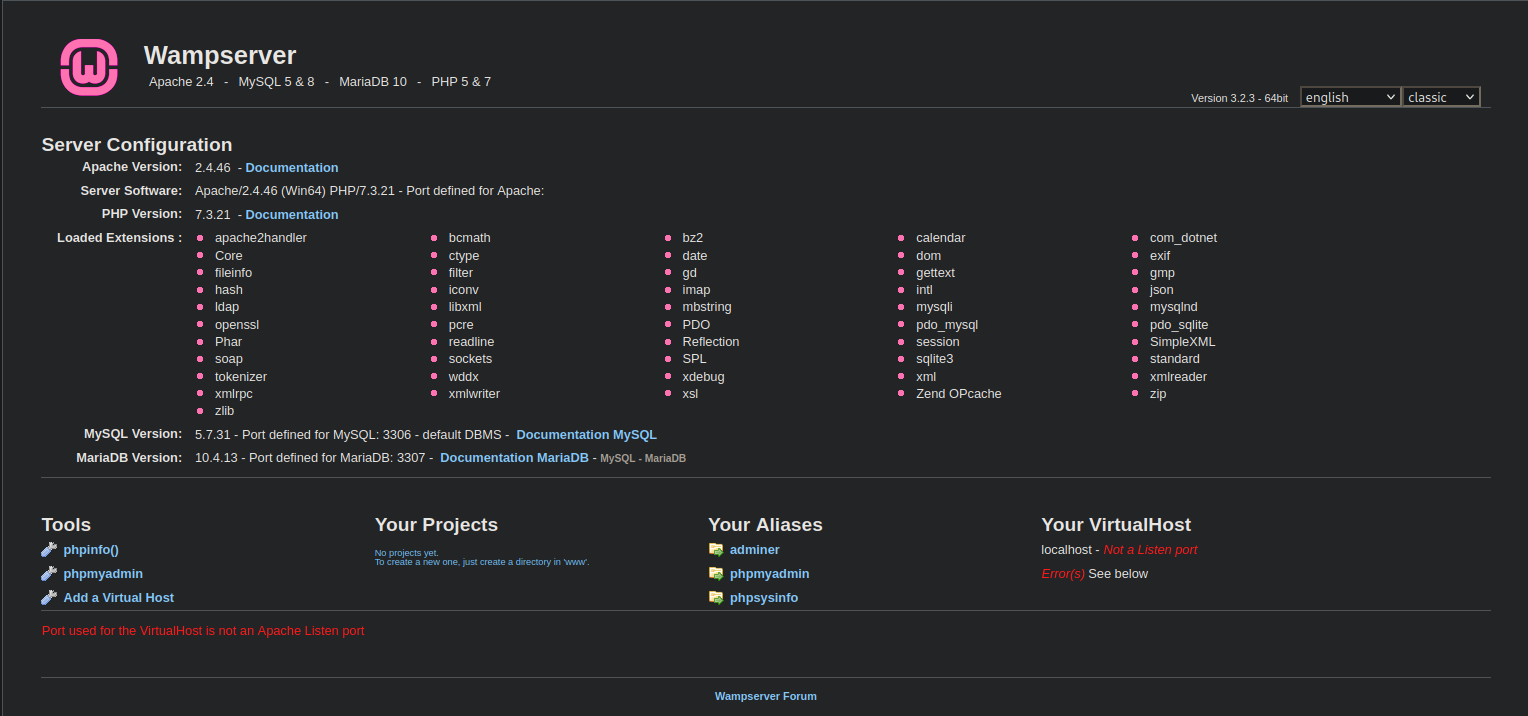 Wampserver
Apache 2.4 - MySQL 5 & 8 - MariaDB 10 - PHP 5 & 7
Version 3.2.3 - 64bit english classic
Server Configuration
Apache Version: 2.4.46 - Documentation
Server Software: Apache/2.4.46 (Win64) PHP/7.3.21 - Port defined for Apache:
PHP Version: 7.3.21 - Documentation
Loaded Extensions : apache2handler bcmath bz2 calendar com_dotnet
Core ctype date dom exif
fileinfo filter gd gettext gmp
hash iconv imap intl json
ldap libxml mbstring mysqli mysqlnd
openssl pcre PDO pdo_mysql pdo_sqlite
Phar readline Reflection session SimpleXML
soap sockets SPL sqlite3 standard
tokenizer wddx xdebug xml xmlreader
xmlrpc xmlwriter xsl Zend OPcache zip
zlib
MySQL Version: 5.7.31 - Port defined for MySQL: 3306 - default DBMS - Documentation MySQL
MariaDB Version: 10.4.13 - Port defined for MariaDB: 3307 - Documentation MariaDB - MySQL - MariaDB
Tools
phpinfo()
phpmyadmin
Add a Virtual Host
Your Projects
No projects yet.
To create a new one, just create a directory in 'www'.
Your Aliases
adminer
phpmyadmin
phpsysinfo
Your VirtualHost
localhost - Not a Listen port
Error(s) See below
Port used for the VirtualHost is not an Apache Listen port
Wampserver Forum